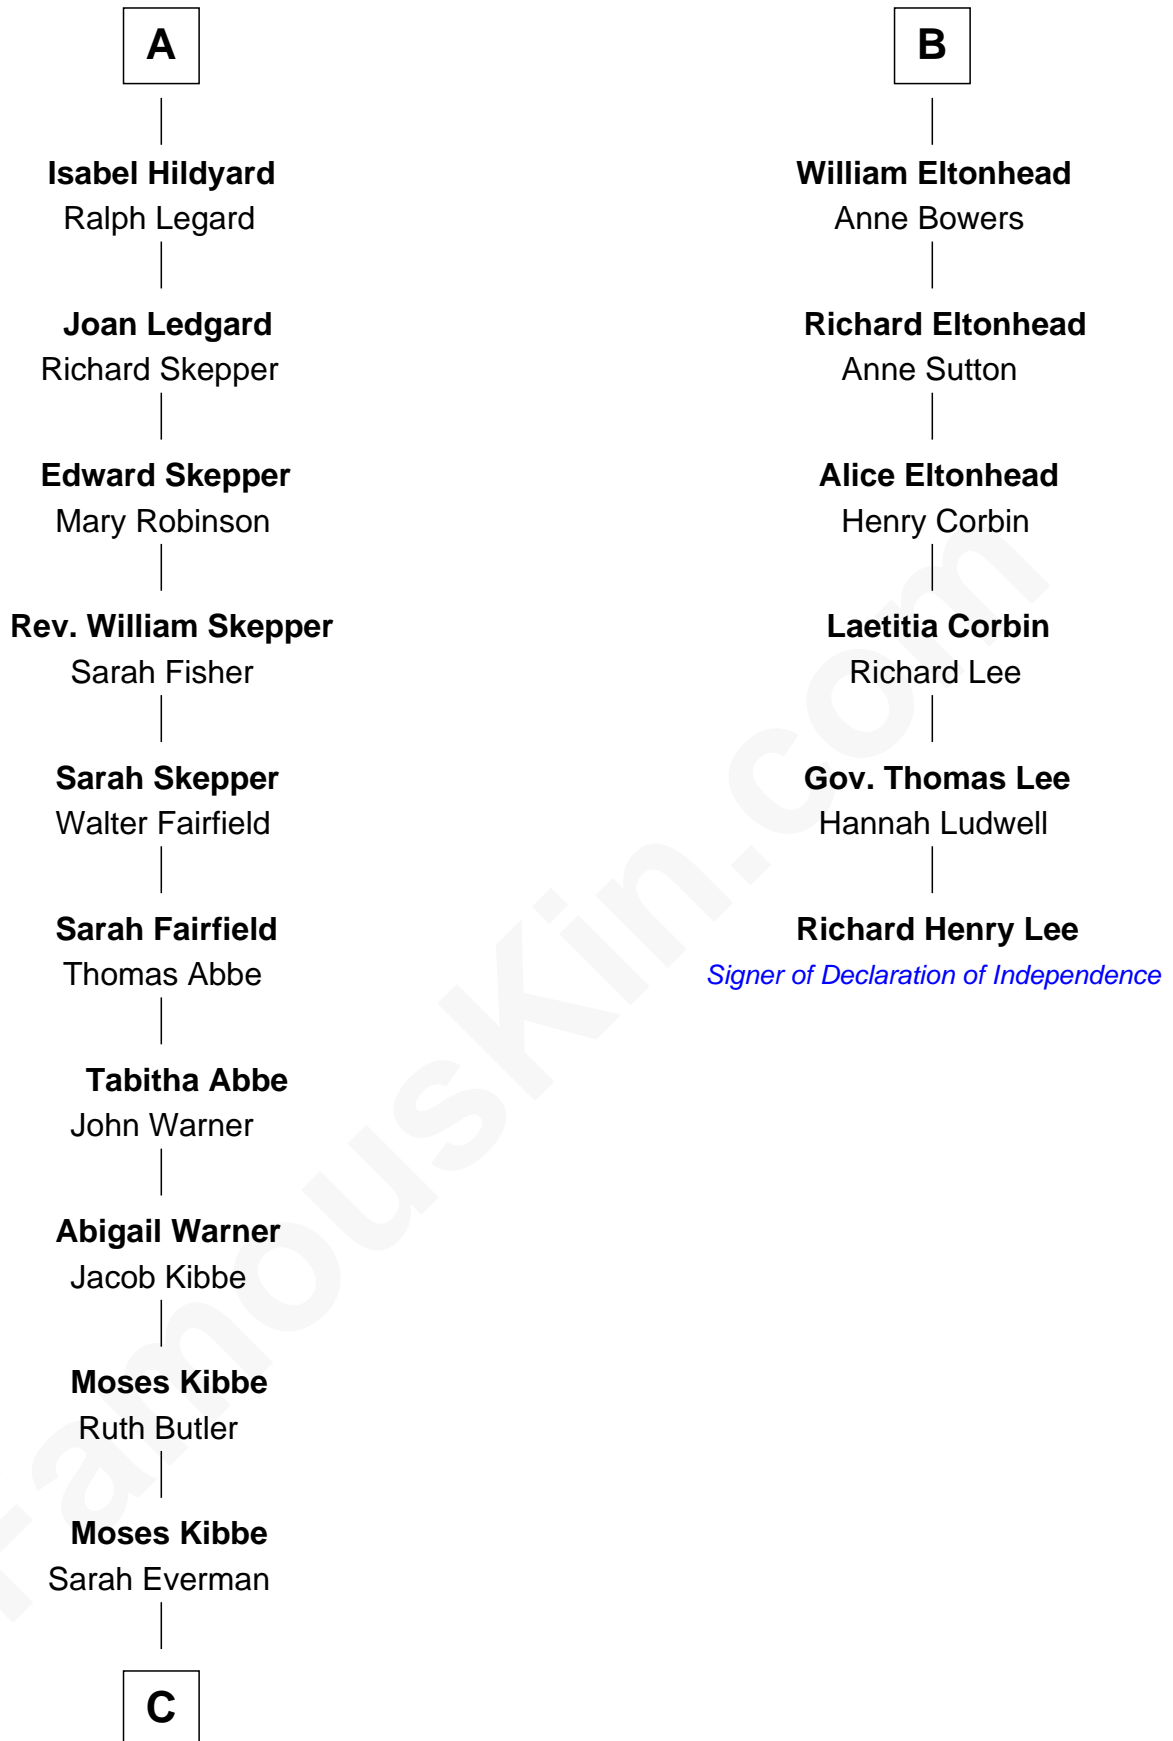 A
Isabel Hildyard
Ralph Legard
Joan Ledgard
Richard Skepper
Edward Skepper
Mary Robinson
Rev. William Skepper
Sarah Fisher
Sarah Skepper
Walter Fairfield
Sarah Fairfield
Thomas Abbe
Tabitha Abbe
John Warner
Abigail Warner
Jacob Kibbe
Moses Kibbe
Ruth Butler
Moses Kibbe
Sarah Everman
C
B
William Eltonhead
Anne Bowers
Richard Eltonhead
Anne Sutton
Alice Eltonhead
Henry Corbin
Laetitia Corbin
Richard Lee
Gov. Thomas Lee
Hannah Ludwell
Richard Henry Lee
Signer of Declaration of Independence
FamousKin.com